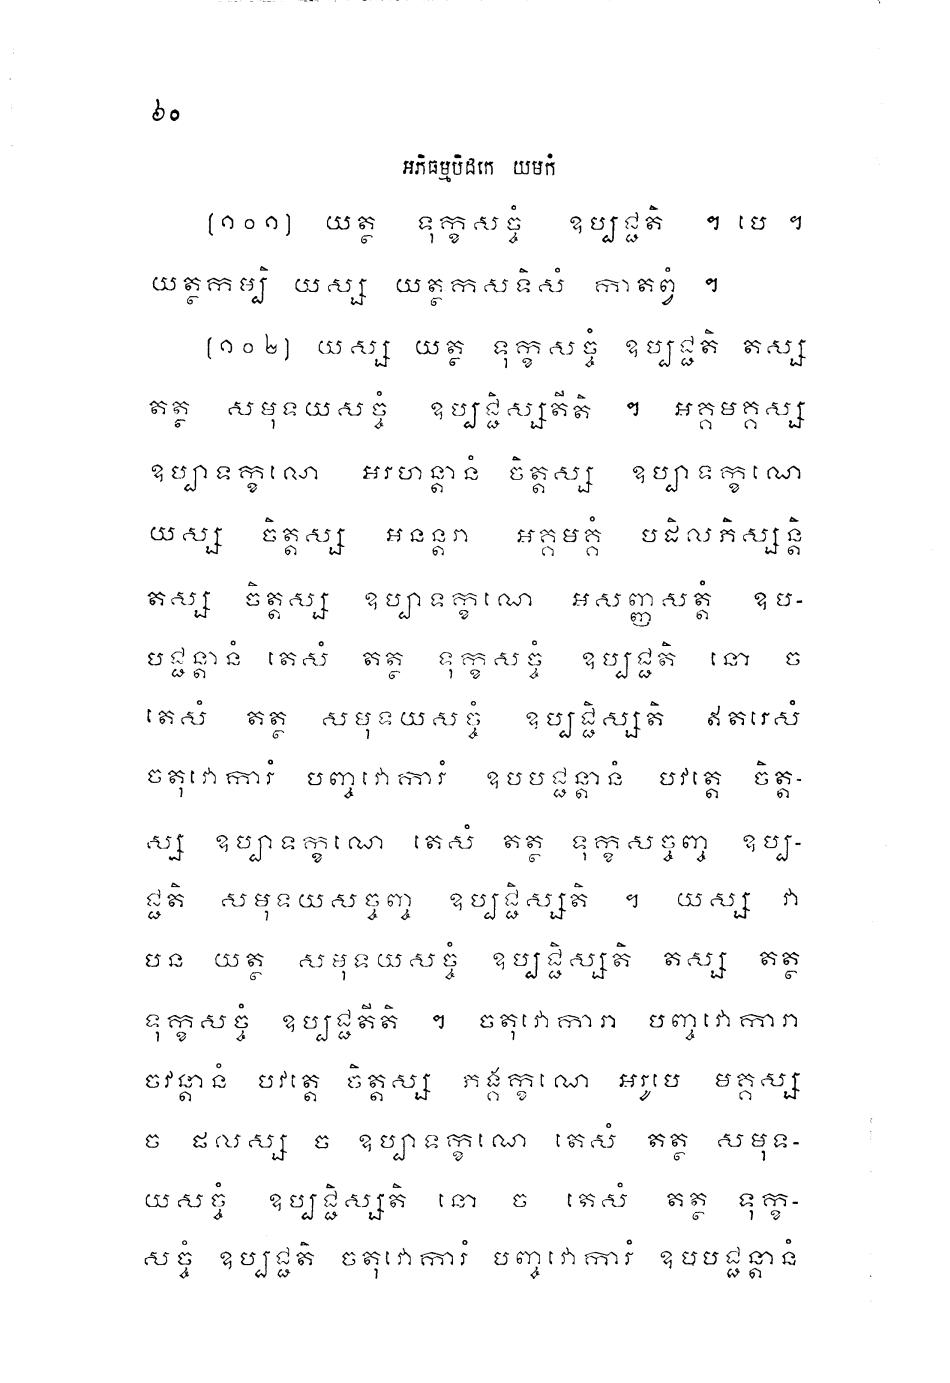 ៦០
អភិធម្មបិដកេ យមកំ
[១០១] យត្ថ ទុក្ខសច្ចំ ឧប្បជ្ជតិ ។ បេ ។
យត្ថកម្បិ យស្ស យត្ថកសទិសំ កាតព្វំ ។
[១០២] យស្ស យត្ថ ទុក្ខសច្ចំ ឧប្បជ្ជតិ តស្ស
តត្ថ សមុទយសច្ចំ ឧប្បជ្ជិស្សតីតិ ។ អគ្គមគ្គស្ស
ឧប្បាទក្ខណេ អរហន្តានំ ចិត្តស្ស ឧប្បាទក្ខណេ
យស្ស ចិត្តស្ស អនន្តរា អគ្គមគ្គំ បដិលភិស្សន្តិ
តស្ស ចិត្តស្ស ឧប្បាទក្ខណេ អសញ្ញសត្តំ ឧប-
បជ្ជន្តានំ តេសំ តត្ថ ទុក្ខសច្ចំ ឧប្បជ្ជតិ នោ ច
តេសំ តត្ថ សមុទយសច្ចំ ឧប្បជ្ជិស្សតិ ឥតរេសំ
ចតុវោការំ បញ្ចវោការំ ឧបបជ្ជន្តានំ បវត្តេ ចិត្ត-
ស្ស ឧប្បាទក្ខណេ តេសំ តត្ថ ទុក្ខសច្ចញ្ច ឧប្ប-
ជ្ជតិ សមុទយសច្ចញ្ច ឧប្បជ្ជិស្សតិ ។ យស្ស វា
បន យត្ថ សមុទយសច្ចំ ឧប្បជ្ជិស្សតិ តស្ស តត្ថ
ទុក្ខសច្ចំ ឧប្បជ្ជតីតិ ។ ចតុវោការា បញ្ចវោការា
ចវន្តានំ បវត្តេ ចិត្តស្ស ភង្គក្ខណេ អរូបេ មគ្គស្ស
ច ផលស្ស ច ឧប្បាទក្ខណេ តេសំ តត្ថ សមុទ-
យសច្ចំ ឧប្បជ្ជិស្សតិ នោ ច តេសំ តត្ថ ទុក្ខ-
សច្ចំ ឧប្បជ្ជតិ ចតុវោការំ បញ្ចវោការំ ឧបបជ្ជន្តានំ